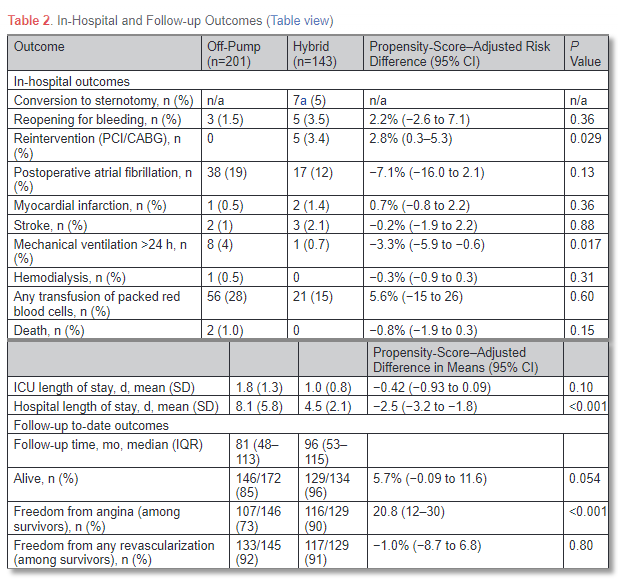 Table 2. In-Hospital and Follow-up Outcomes (Table view)
Outcome Off-Pump (n=201) Hybrid (n=143) Propensity-Score–Adjusted Risk Difference (95% CI) P Value
In-hospital outcomes
Conversion to sternotomy, n (%) n/a 7a (5) n/a n/a
Reopening for bleeding, n (%) 3 (1.5) 5 (3.5) 2.2% (−2.6 to 7.1) 0.36
Reintervention (PCI/CABG), n (%) 0 5 (3.4) 2.8% (0.3–5.3) 0.029
Postoperative atrial fibrillation, n (%) 38 (19) 17 (12) −7.1% (−16.0 to 2.1) 0.13
Myocardial infarction, n (%) 1 (0.5) 2 (1.4) 0.7% (−0.8 to 2.2) 0.36
Stroke, n (%) 2 (1) 3 (2.1) −0.2% (−1.9 to 2.2) 0.88
Mechanical ventilation >24 h, n (%) 8 (4) 1 (0.7) −3.3% (−5.9 to −0.6) 0.017
Hemodialysis, n (%) 1 (0.5) 0 −0.3% (−0.9 to 0.3) 0.31
Any transfusion of packed red blood cells, n (%) 56 (28) 21 (15) 5.6% (−15 to 26) 0.60
Death, n (%) 2 (1.0) 0 −0.8% (−1.9 to 0.3) 0.15
Propensity-Score–Adjusted Difference in Means (95% CI)
ICU length of stay, d, mean (SD) 1.8 (1.3) 1.0 (0.8) −0.42 (−0.93 to 0.09) 0.10
Hospital length of stay, d, mean (SD) 8.1 (5.8) 4.5 (2.1) −2.5 (−3.2 to −1.8) <0.001
Follow-up to-date outcomes
Follow-up time, mo, median (IQR) 81 (48–113) 96 (53–115)
Alive, n (%) 146/172 (85) 129/134 (96) 5.7% (−0.09 to 11.6) 0.054
Freedom from angina (among survivors), n (%) 107/146 (73) 116/129 (90) 20.8 (12–30) <0.001
Freedom from any revascularization (among survivors), n (%) 133/145 (92) 117/129 (91) −1.0% (−8.7 to 6.8) 0.80